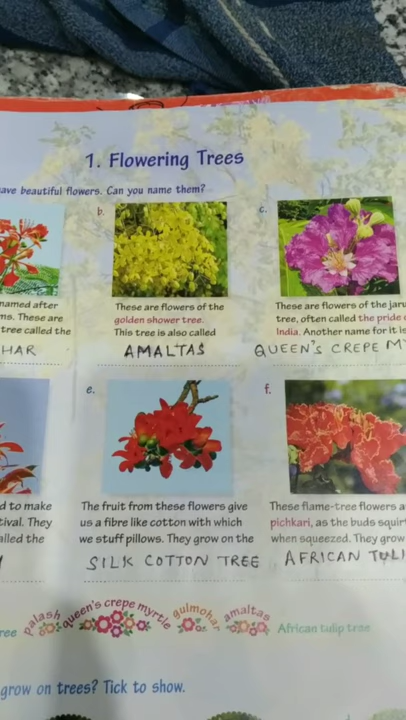 1. Flowering Trees
ave beautiful flowers. Can you name them?
b.
c.
named after
ns. These are
tree called the
HAR
These are flowers of the
golden shower tree.
This tree is also called
AMALTAS
These are flowers of the jaru
tree, often called the pride o
India. Another name for it is
QUEEN'S CREPE M
e.
f.
d to make
tival. They
alled the
The fruit from these flowers give
us a fibre like cotton with which
we stuff pillows. They grow on the
SILK COTTON TREE
These flame-tree flowers a
pichkari, as the buds squirt
when squeezed. They grow
AFRICAN TULI
ree palash queen's crepe myrtle gulmohar amaltas African tulip tree
grow on trees? Tick to show.